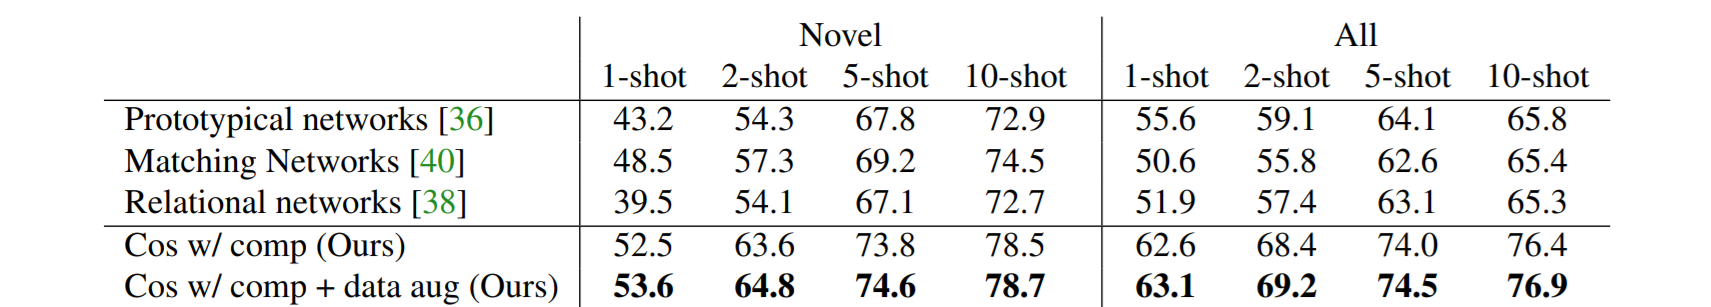 Novel All
1-shot 2-shot 5-shot 10-shot 1-shot 2-shot 5-shot 10-shot
Prototypical networks [36] 43.2 54.3 67.8 72.9 55.6 59.1 64.1 65.8
Matching Networks [40] 48.5 57.3 69.2 74.5 50.6 55.8 62.6 65.4
Relational networks [38] 39.5 54.1 67.1 72.7 51.9 57.4 63.1 65.3
Cos w/ comp (Ours) 52.5 63.6 73.8 78.5 62.6 68.4 74.0 76.4
Cos w/ comp + data aug (Ours) 53.6 64.8 74.6 78.7 63.1 69.2 74.5 76.9